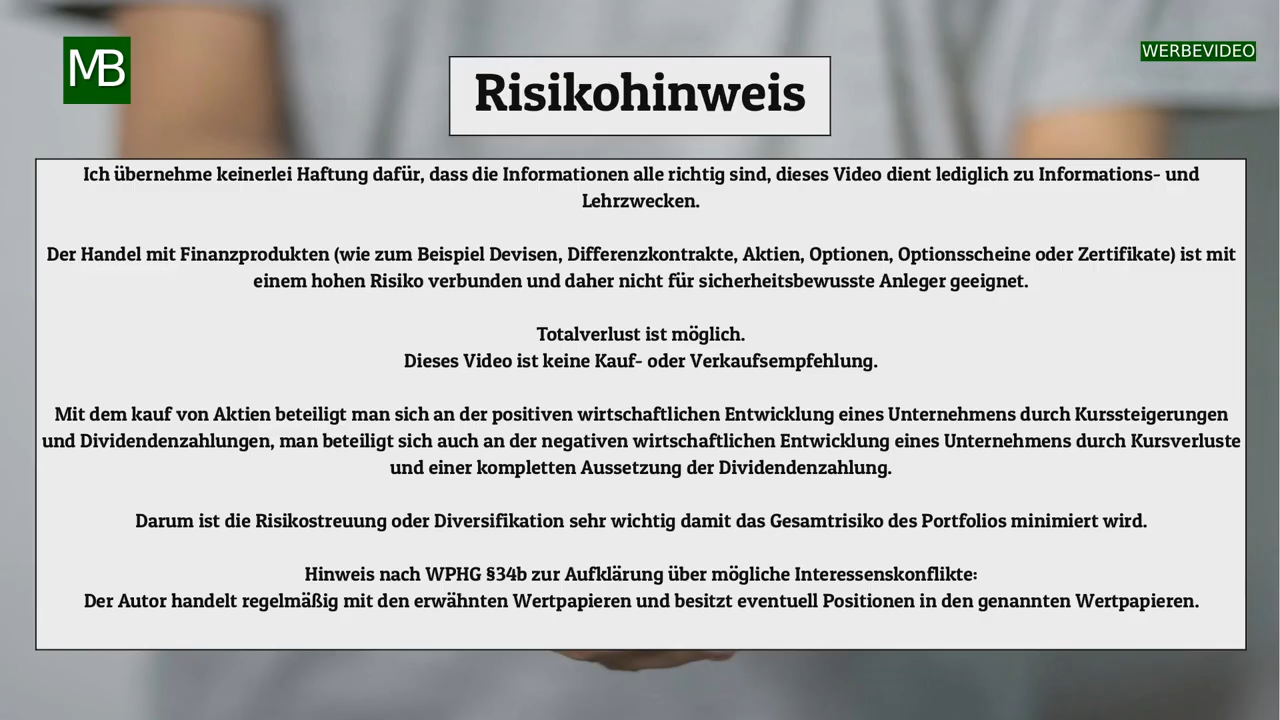 MB
WERBEVIDEO
Risikohinweis
Ich übernehme keinerlei Haftung dafür, dass die Informationen alle richtig sind, dieses Video dient lediglich zu Informations- und
Lehrzwecken.
Der Handel mit Finanzprodukten (wie zum Beispiel Devisen, Differenzkontrakte, Aktien, Optionen, Optionsscheine oder Zertifikate) ist mit
einem hohen Risiko verbunden und daher nicht für sicherheitsbewusste Anleger geeignet.
Totalverlust ist möglich.
Dieses Video ist keine Kauf- oder Verkaufsempfehlung.
Mit dem kauf von Aktien beteiligt man sich an der positiven wirtschaftlichen Entwicklung eines Unternehmens durch Kurssteigerungen
und Dividendenzahlungen, man beteiligt sich auch an der negativen wirtschaftlichen Entwicklung eines Unternehmens durch Kursverluste
und einer kompletten Aussetzung der Dividendenzahlung.
Darum ist die Risikostreuung oder Diversifikation sehr wichtig damit das Gesamtrisiko des Portfolios minimiert wird.
Hinweis nach WPHG §34b zur Aufklärung über mögliche Interessenskonflikte:
Der Autor handelt regelmäßig mit den erwähnten Wertpapieren und besitzt eventuell Positionen in den genannten Wertpapieren.